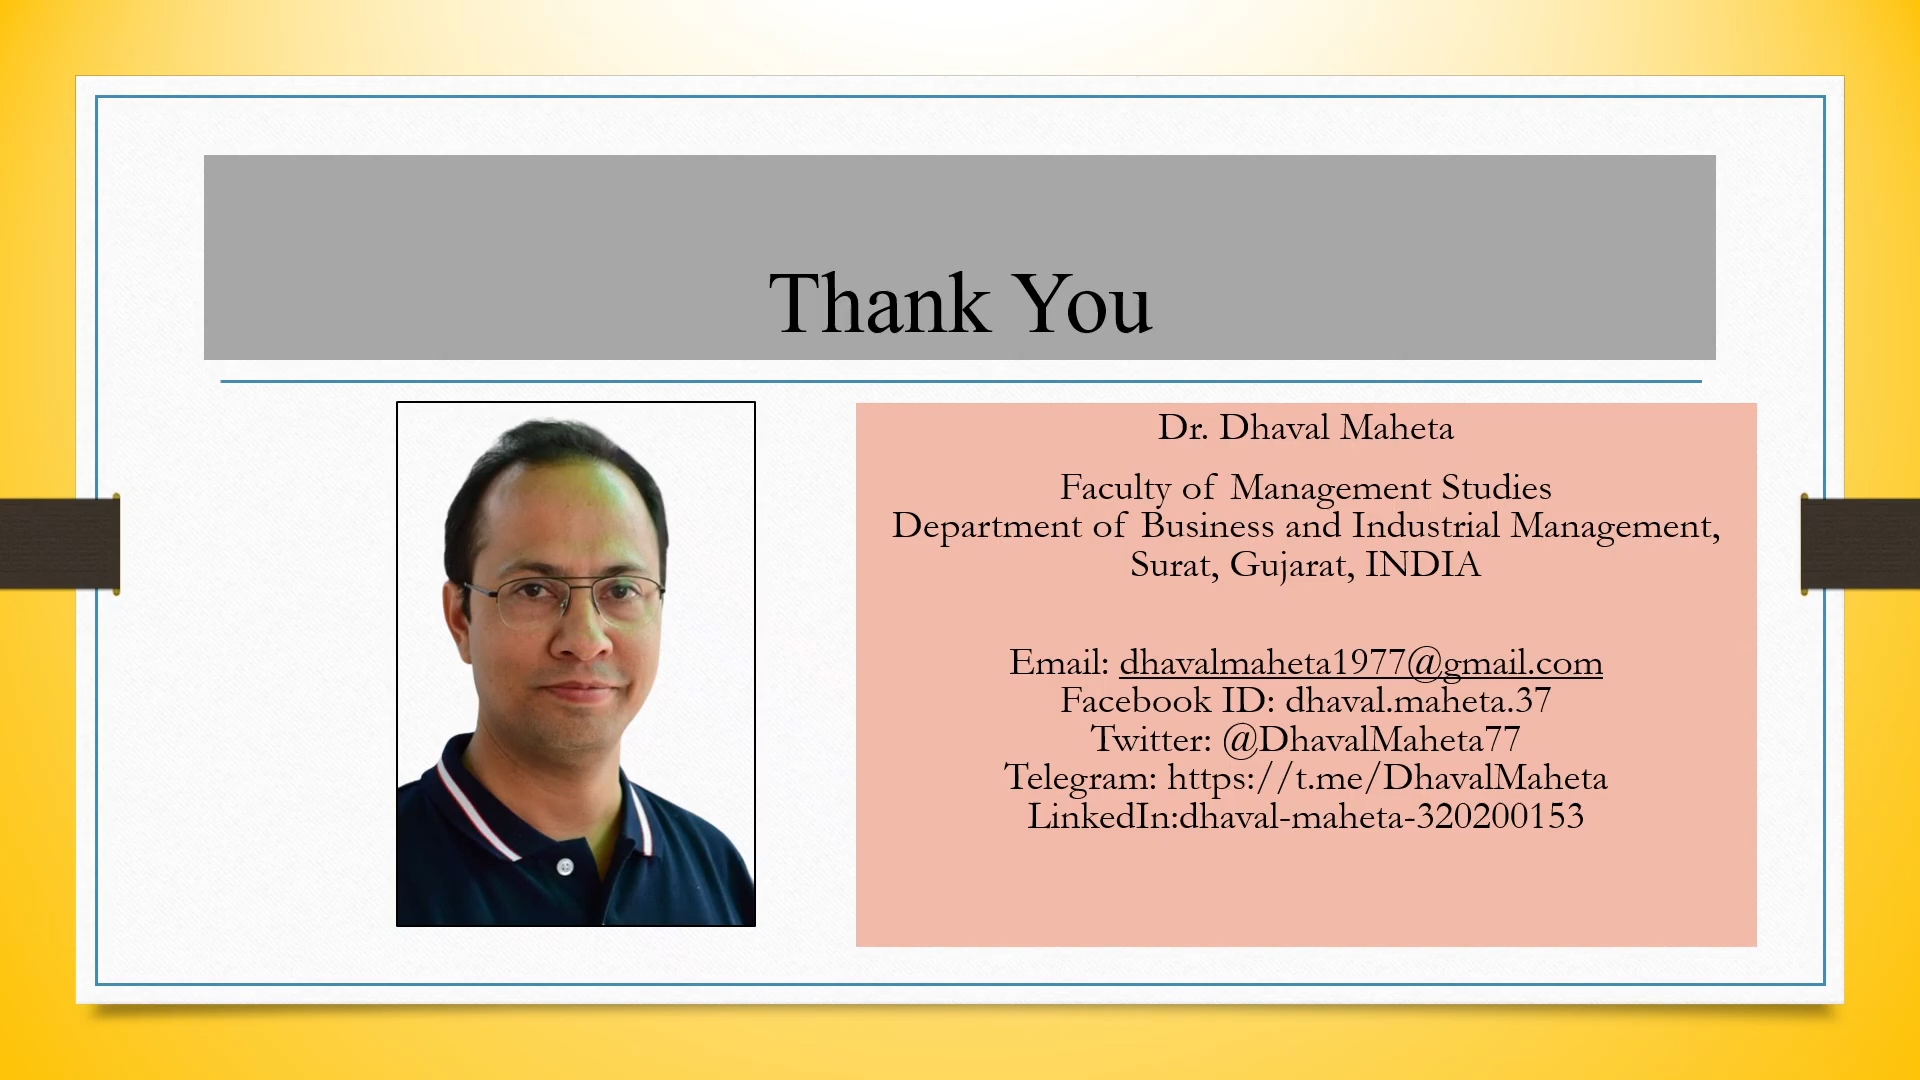 Thank You
Dr. Dhaval Maheta
Faculty of Management Studies
Department of Business and Industrial Management,
Surat, Gujarat, INDIA
Email: dhavalmaheta1977@gmail.com
Facebook ID: dhaval.maheta.37
Twitter: @DhavalMaheta77
Telegram: https://t.me/DhavalMaheta
LinkedIn:dhaval-maheta-320200153